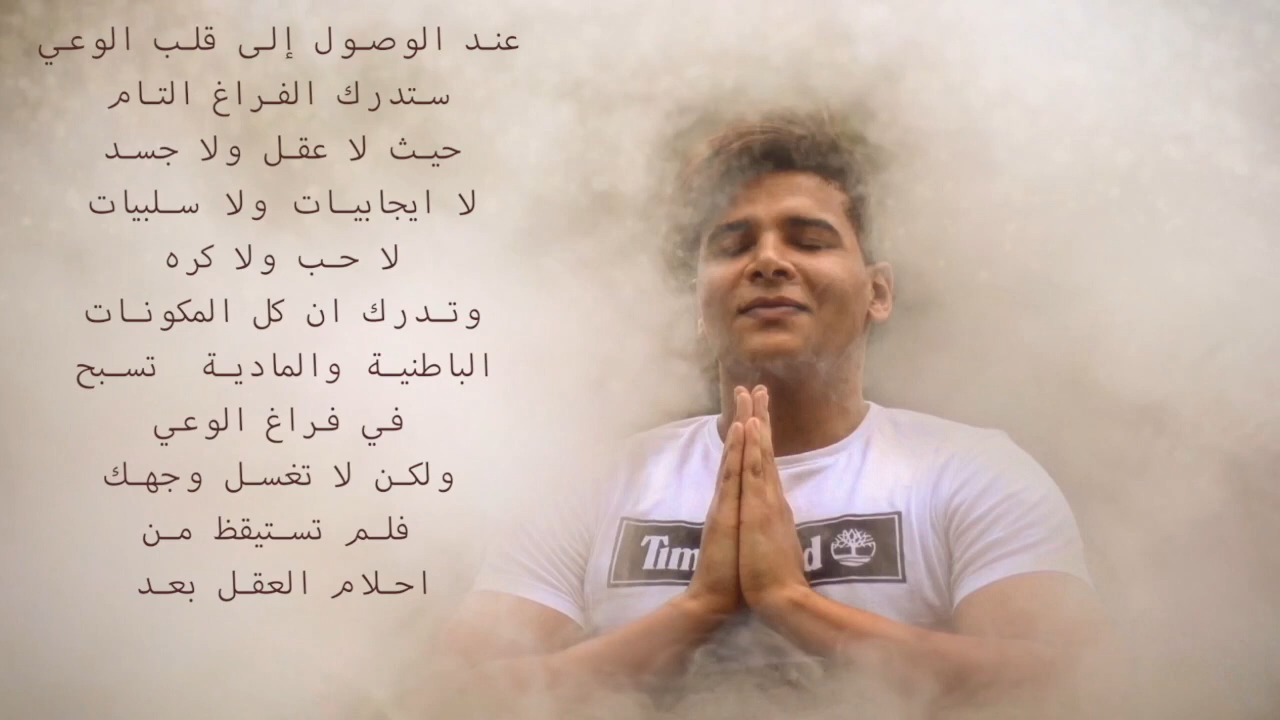 عند الوصول إلى قلب الوعي
ستدرك الفراغ التام
حيث لا عقل ولا جسد
لا ايجابيات ولا سلبيات
لا حب ولا كره
وتدرك ان كل المكونات
الباطنية والمادية تسبح
في فراغ الوعي
ولكن لا تغسل وجهك
فلم تستيقظ من
احلام العقل بعد
Tim d